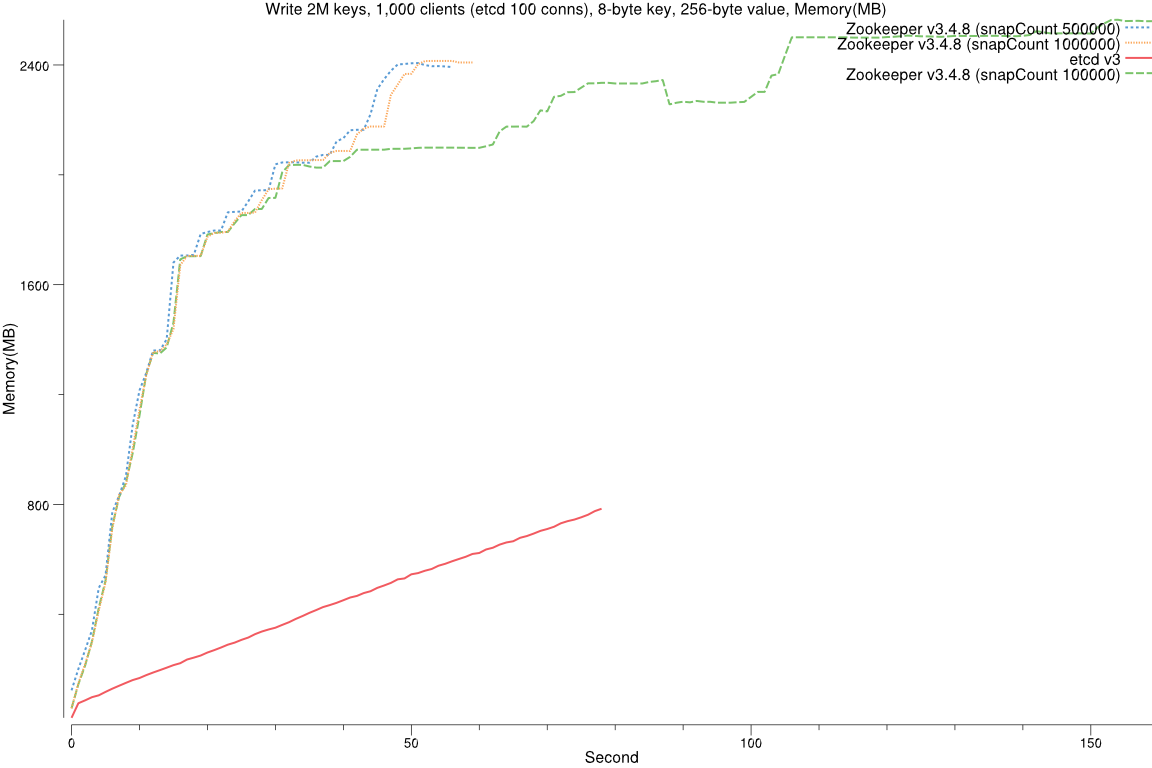 Write 2M keys, 1,000 clients (etcd 100 conns), 8-byte key, 256-byte value, Memory(MB)
Zookeeper v3.4.8 (snapCount 500000)
Zookeeper v3.4.8 (snapCount 1000000)
etcd v3
Zookeeper v3.4.8 (snapCount 100000)
2400
1600
800
Memory(MB)
0
50
100
150
Second